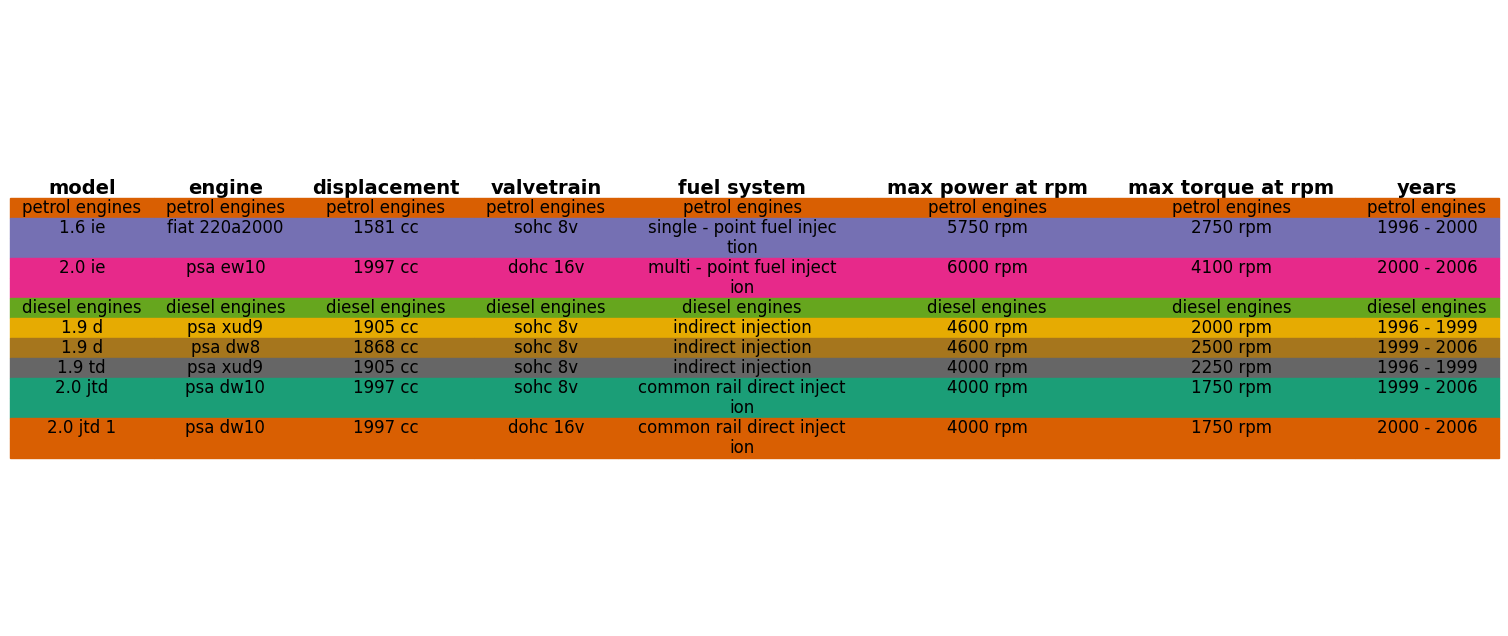 model engine displacement valvetrain fuel system max power at rpm max torque at rpm years
petrol engines petrol engines petrol engines petrol engines petrol engines petrol engines petrol engines petrol engines
1.6 ie fiat 220a2000 1581 cc sohc 8v single - point fuel injec 5750 rpm 2750 rpm 1996 - 2000
tion
2.0 ie psa ew10 1997 cc dohc 16v multi - point fuel inject 6000 rpm 4100 rpm 2000 - 2006
ion
diesel engines diesel engines diesel engines diesel engines diesel engines diesel engines diesel engines diesel engines
1.9 d psa xud9 1905 cc sohc 8v indirect injection 4600 rpm 2000 rpm 1996 - 1999
1.9 d psa dw8 1868 cc sohc 8v indirect injection 4600 rpm 2500 rpm 1999 - 2006
1.9 td psa xud9 1905 cc sohc 8v indirect injection 4000 rpm 2250 rpm 1996 - 1999
2.0 jtd psa dw10 1997 cc sohc 8v common rail direct inject 4000 rpm 1750 rpm 1999 - 2006
ion
2.0 jtd 1 psa dw10 1997 cc dohc 16v common rail direct inject 4000 rpm 1750 rpm 2000 - 2006
ion